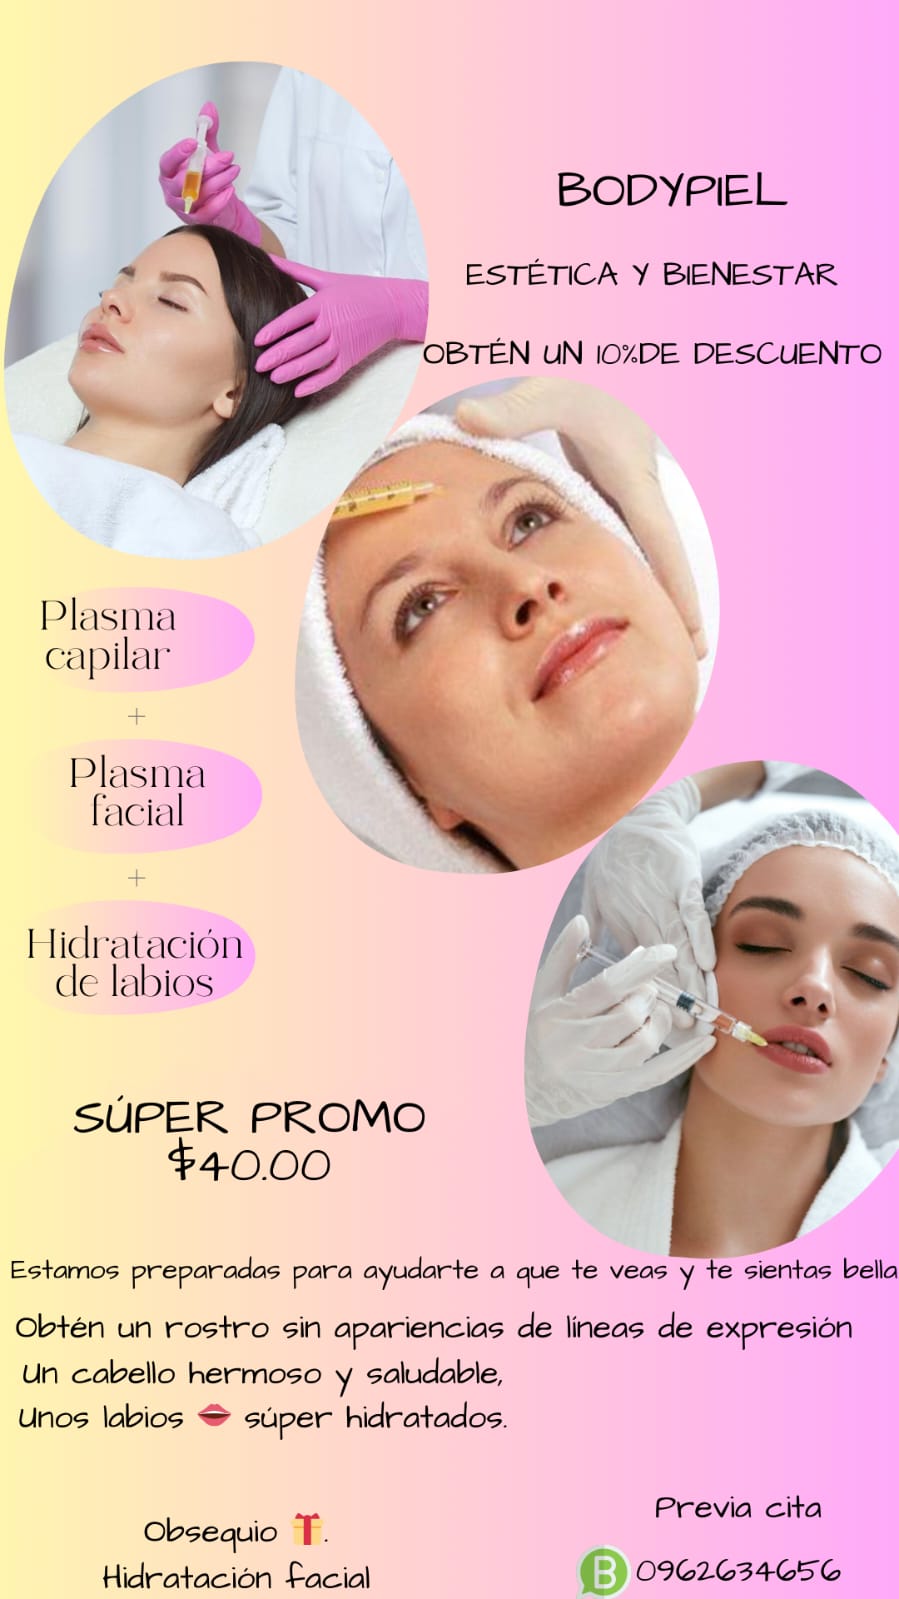 BODYPIEL
ESTÉTICA Y BIENESTAR
OBTÉN UN 10%DE DESCUENTO
Plasma
capilar
+
Plasma
facial
+
Hidratación
de labios
SÚPER PROMO
$40.00
Estamos preparadas para ayudarte a que te veas y te sientas bella
Obtén un rostro sin apariencias de líneas de expresión
Un cabello hermoso y saludable,
Unos labios 👄 súper hidratados.
Obsequio 🎁.
Hidratación facial
Previa cita
B 0962634656